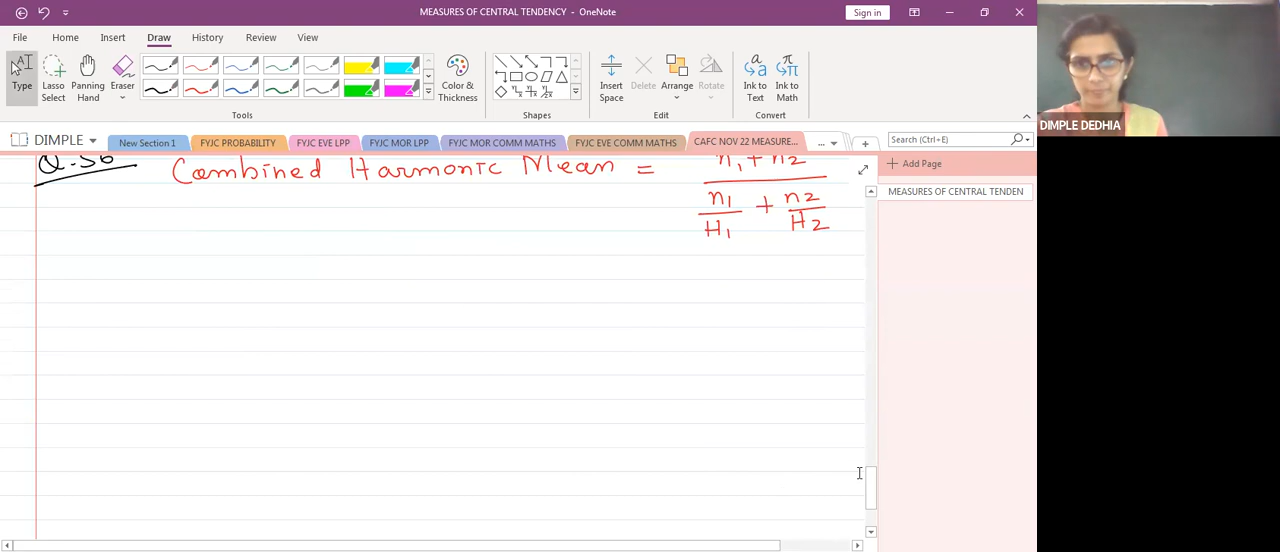 MEASURES OF CENTRAL TENDENCY - OneNote
Sign in
File Home Insert Draw History Review View
Type
Lasso Select
Panning Hand
Eraser
Color & Thickness
Insert Space
Delete
Arrange
Rotate
Ink to Text
Ink to Math
Tools
Shapes
Edit
Convert
DIMPLE
New Section 1
FYJC PROBABILITY
FYJC EVE LPP
FYJC MOR LPP
FYJC MOR COMM MATHS
FYJC EVE COMM MATHS
CAFC NOV 22 MEASURE...
...
Search (Ctrl+E)
DIMPLE DEDHIA
Add Page
MEASURES OF CENTRAL TENDEN
Q.56 Combined Harmonic Mean = n1 + n2
n1 + n2
H1 H2